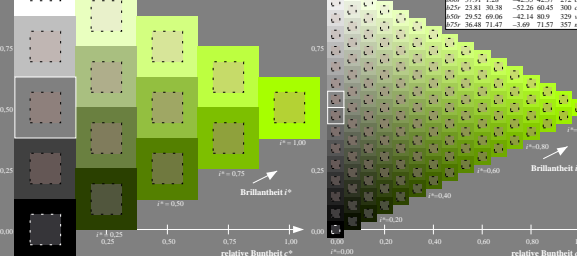 b25r 23.81 30.38 −52.26 60.45 300
b50r 29.52 69.06 −42.14 80.9 329
b75r 36.48 71.47 −3.69 71.57 357
0,75
0,50
0,25
0,00
i* = 1,00
i* = 0,75
i* = 0,50
i* = 0,25
Brillantheit i*
0,25 0,50 0,75 1,00
relative Buntheit c*
0,75
0,50
0,25
0,00
i*=0,80
i*=0,60
i*=0,40
i*=0,20
i*=0,00
Brillantheit i
0,00 0,20 0,40 0,60 0,80
relative Buntheit c